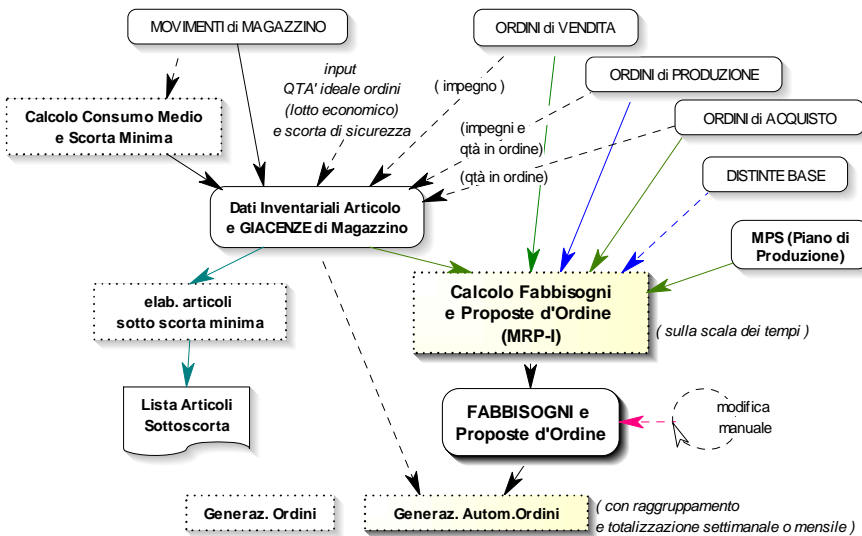 MOVIMENTI di MAGAZZINO
ORDINI di VENDITA
input
QTA' ideale ordini
(lotto economico)
e scorta di sicurezza
( impegno )
ORDINI di PRODUZIONE
Calcolo Consumo Medio
e Scorta Minima
(impegni e
qtà in ordine)
ORDINI di ACQUISTO
(qtà in ordine)
DISTINTE BASE
Dati Inventariali Articolo
e GIACENZE di Magazzino
MPS (Piano di
Produzione)
elab. articoli
sotto scorta minima
Calcolo Fabbisogni
e Proposte d'Ordine
(MRP-I)
( sulla scala dei tempi )
Lista Articoli
Sottoscorta
FABBISOGNI e
Proposte d'Ordine
modifica
manuale
Generaz. Ordini
Generaz. Autom.Ordini
( con raggruppamento
e totalizzazione settimanale o mensile )